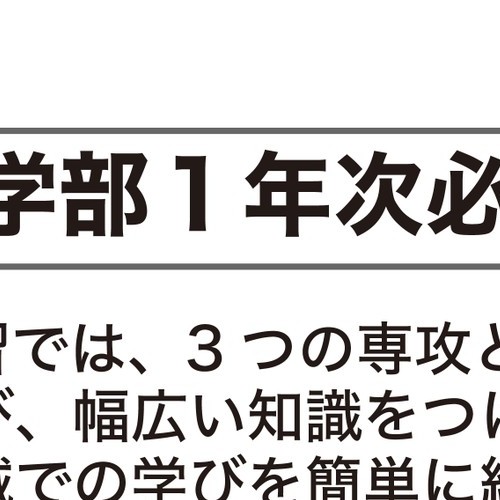 学部1年次必
習では、3つの専攻と
び、幅広い知識をつけ
域での学びを簡単に紹